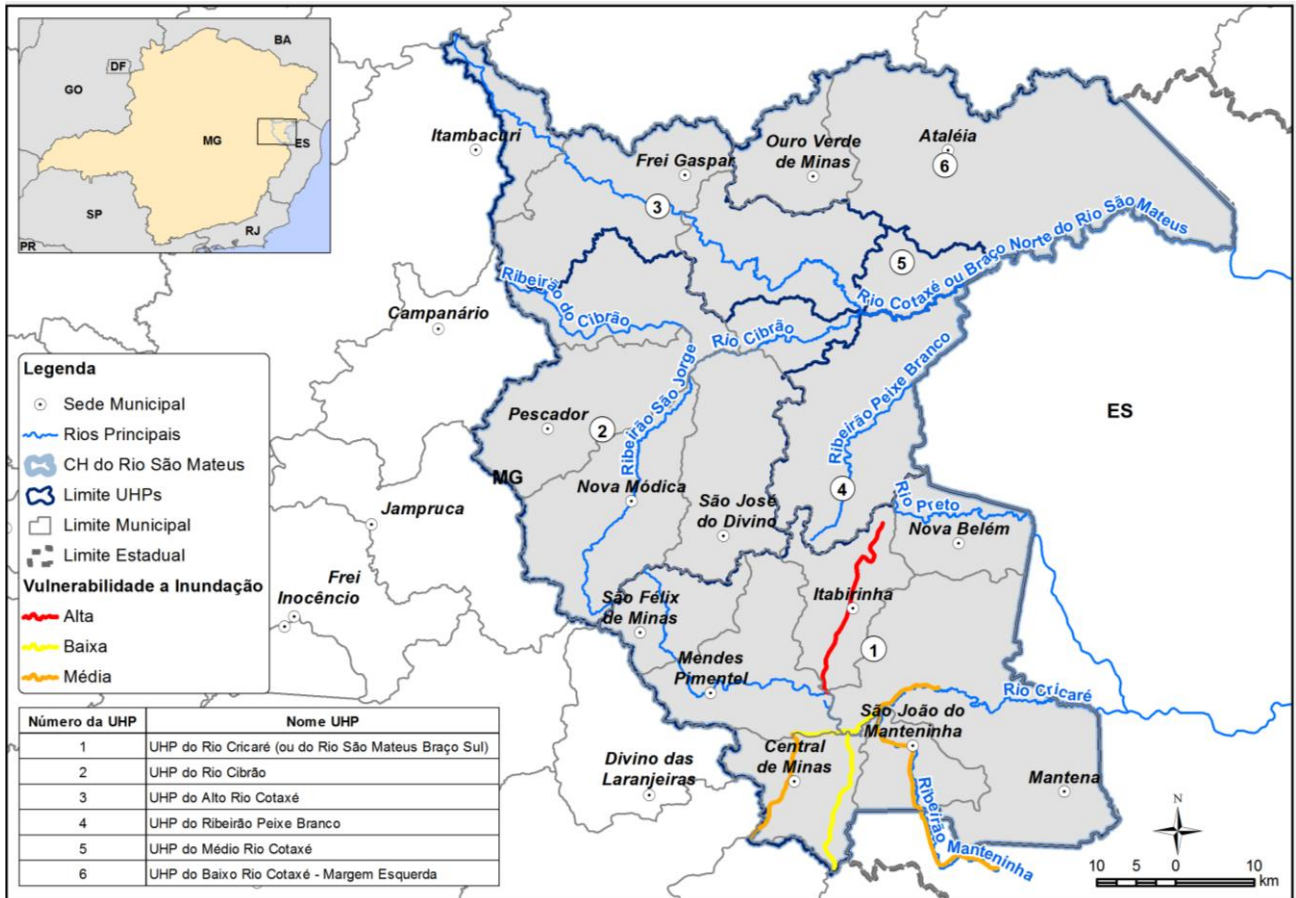 BA
DF
GO
MG
ES
SP
RJ
PR
Itambacuri
Frei Gaspar
Ouro Verde
de Minas
Ataléia
6
3
5
Rio Cotaxé ou Braço Norte do Rio São Mateus
Ribeirão do
Cibrão
Rio Cibrão
Campanário
Ribeirão São Jorge
Ribeirão Peixe Branco
ES
Pescador
2
MG
Nova Módica
São José
do Divino
4
Rio Preto
Nova Belém
Jampruca
Frei
Inocêncio
São Félix
de Minas
Itabirinha
1
Mendes
Pimentel
Rio Cricaré
São João do
Manteninha
Central
de Minas
Divino das
Laranjeiras
Mantena
Ribeirão Manteninha
Legenda
Sede Municipal
Rios Principais
CH do Rio São Mateus
Limite UHPs
Limite Municipal
Limite Estadual
Vulnerabilidade a Inundação
Alta
Baixa
Média
Número da UHP Nome UHP
1 UHP do Rio Cricaré (ou do Rio São Mateus Braço Sul)
2 UHP do Rio Cibrão
3 UHP do Alto Rio Cotaxé
4 UHP do Ribeirão Peixe Branco
5 UHP do Médio Rio Cotaxé
6 UHP do Baixo Rio Cotaxé - Margem Esquerda
N
10 5 0 10
km